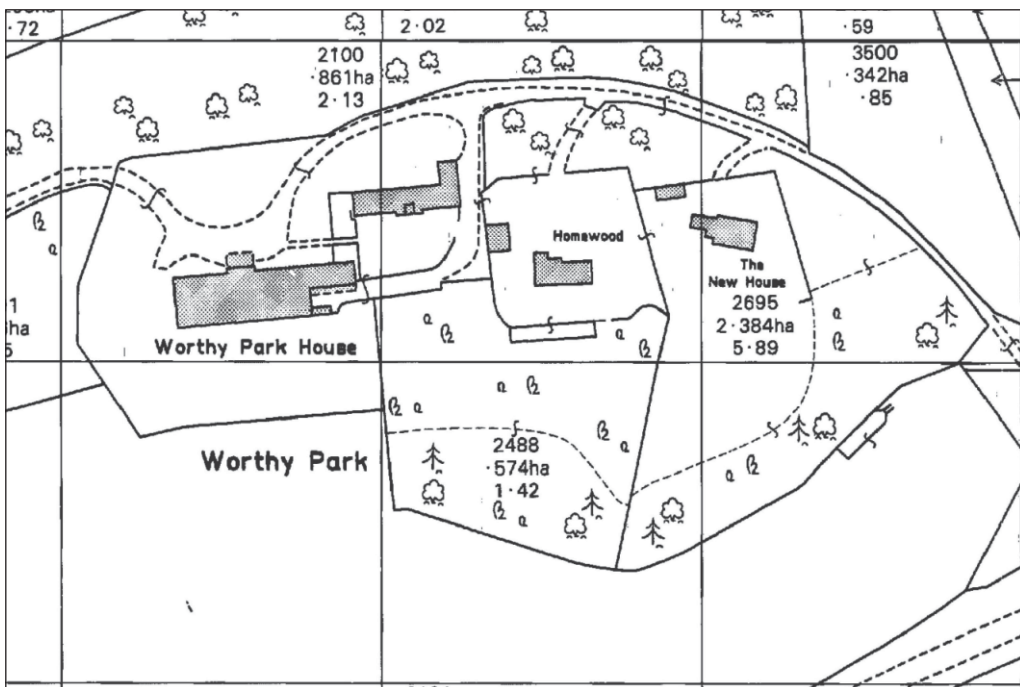 ·72
2·02
·59
2100
·861ha
2·13
3500
·342ha
·85
Homewood
The
New House
2695
2·384ha
5·89
1
ha
5
Worthy Park House
Worthy Park
2488
·574ha
1·42